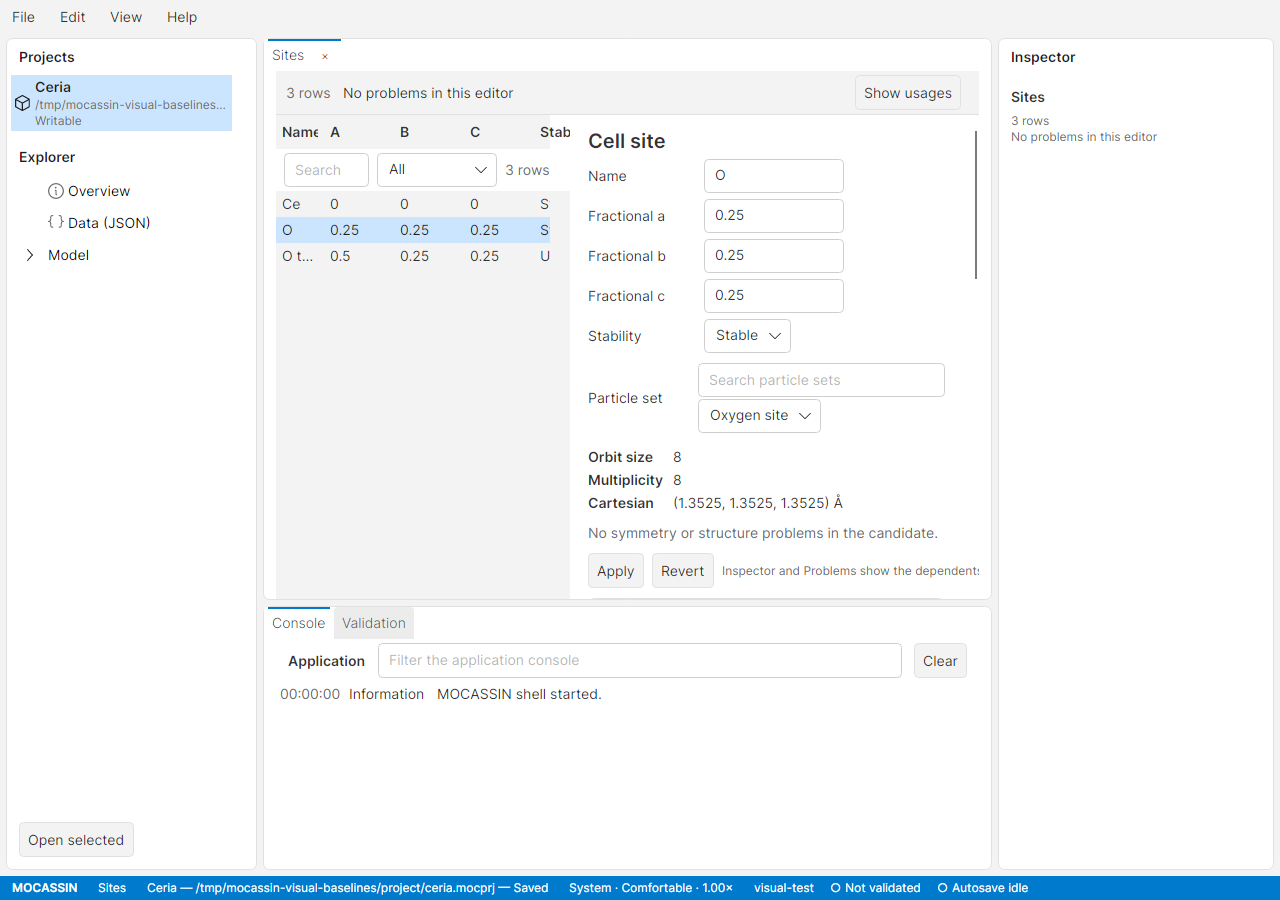 File Edit View Help
Projects
Ceria
/tmp/mocassin-visual-baselines...
Writable
Explorer
Overview
Data (JSON)
Model
Open selected
Sites ×
3 rows No problems in this editor Show usages
Name A B C Stab
Search All 3 rows
Ce 0 0 0 S
O 0.25 0.25 0.25 S
O t... 0.5 0.25 0.25 U
Cell site
Name O
Fractional a 0.25
Fractional b 0.25
Fractional c 0.25
Stability Stable
Particle set Search particle sets
Oxygen site
Orbit size 8
Multiplicity 8
Cartesian (1.3525, 1.3525, 1.3525) Å
No symmetry or structure problems in the candidate.
Apply Revert Inspector and Problems show the dependents
Console Validation
Application Filter the application console Clear
00:00:00 Information MOCASSIN shell started.
Inspector
Sites
3 rows
No problems in this editor
MOCASSIN Sites Ceria — /tmp/mocassin-visual-baselines/project/ceria.mocprj — Saved System · Comfortable · 1.00× visual-test Not validated Autosave idle